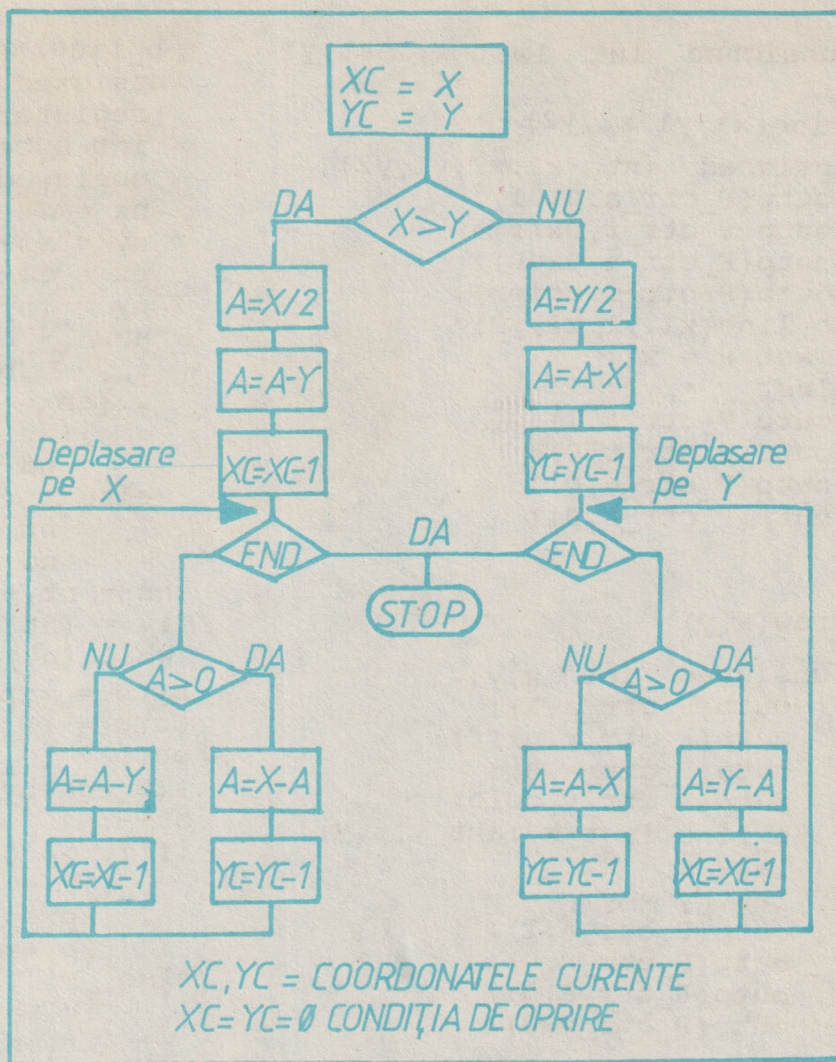 XC = X
YC = Y
DA
X>Y
NU
A=X/2
A=Y/2
A=A-Y
A=A-X
Deplasare
pe X
XC=XC-1
YC=YC-1
Deplasare
pe Y
END
DA
END
STOP
NU
A>0
DA
NU
A>0
DA
A=A-Y
A=X-A
A=A-X
A=Y-A
XC=XC-1
YC=YC-1
YC=YC-1
XC=XC-1
XC,YC = COORDONATELE CURENTE
XC=YC=Ø CONDIȚIA DE OPRIRE